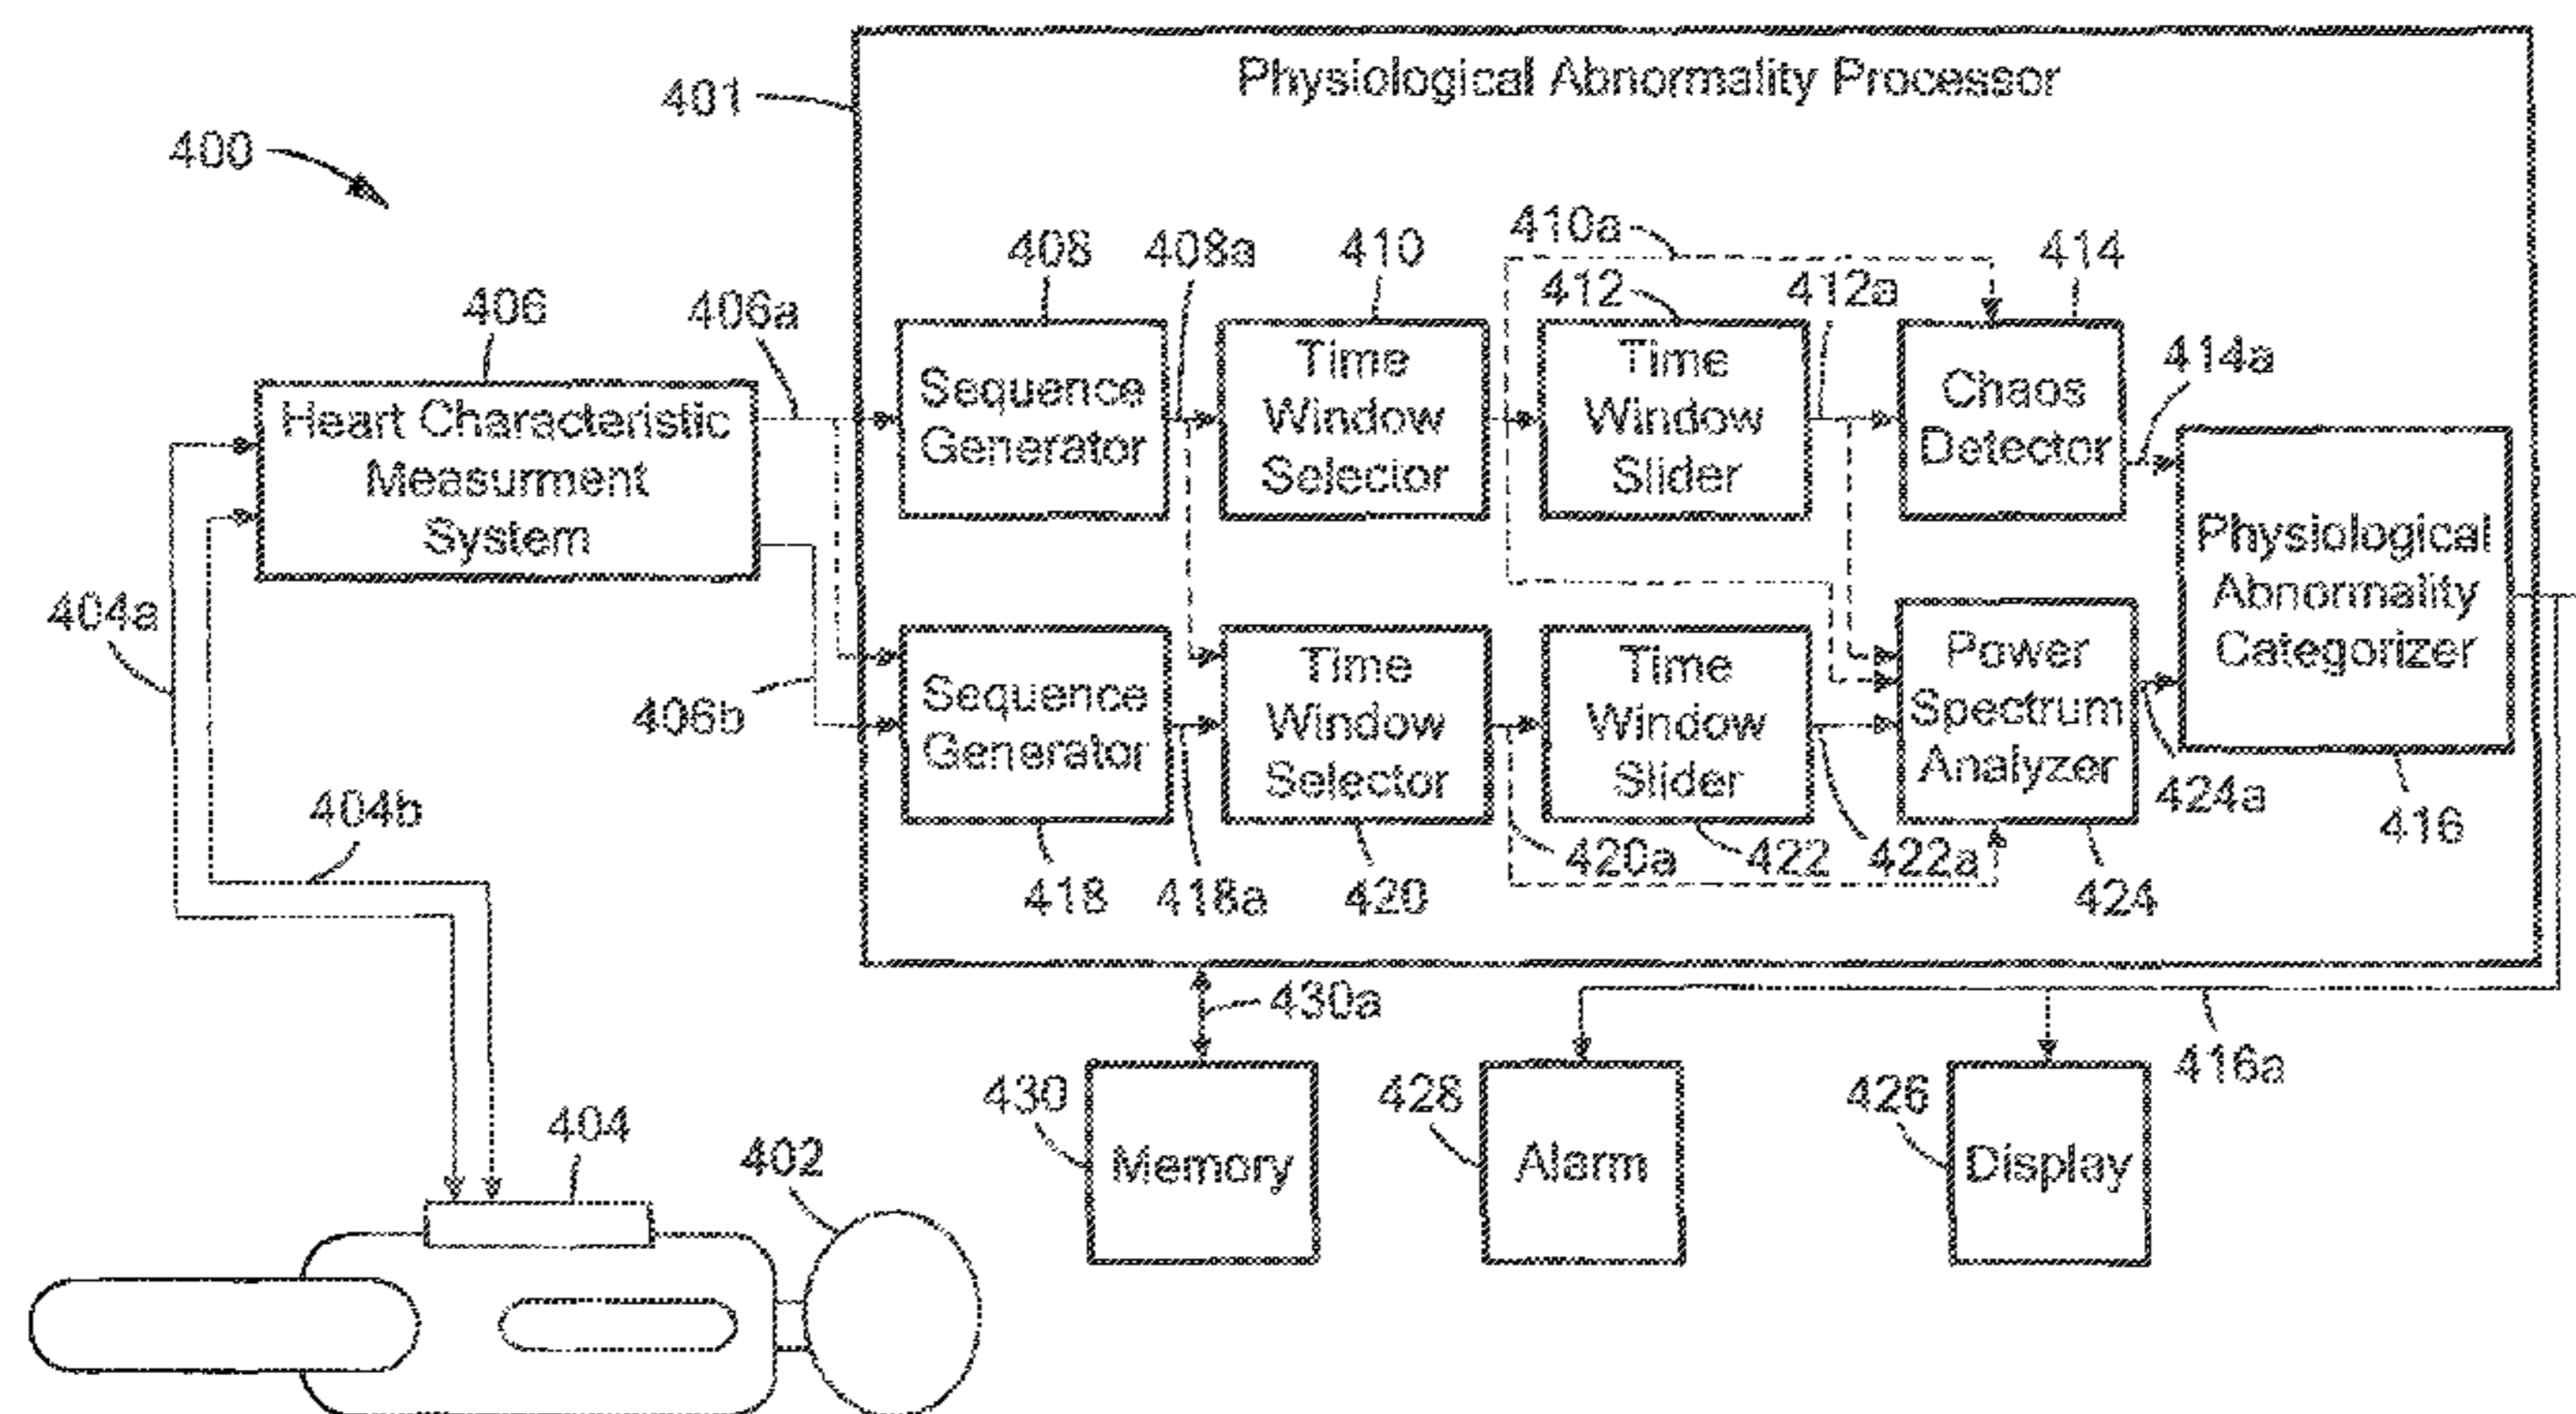 Physiological Abnormality Processor
401
400
410a
408
408a
410
412
412a
414
406
406a
414a
Sequence
Generator
Time
Window
Selector
Time
Window
Slider
Chaos
Detector
Heart Characteristic
Measurment
System
Physiological
Abnormality
Categorizer
404a
406b
Sequence
Generator
Time
Window
Selector
Time
Window
Slider
Power
Spectrum
Analyzer
424a
416
404b
418
418a
420
420a
422
422a
424
430a
416a
430
Memory
428
Alarm
426
Display
404
402